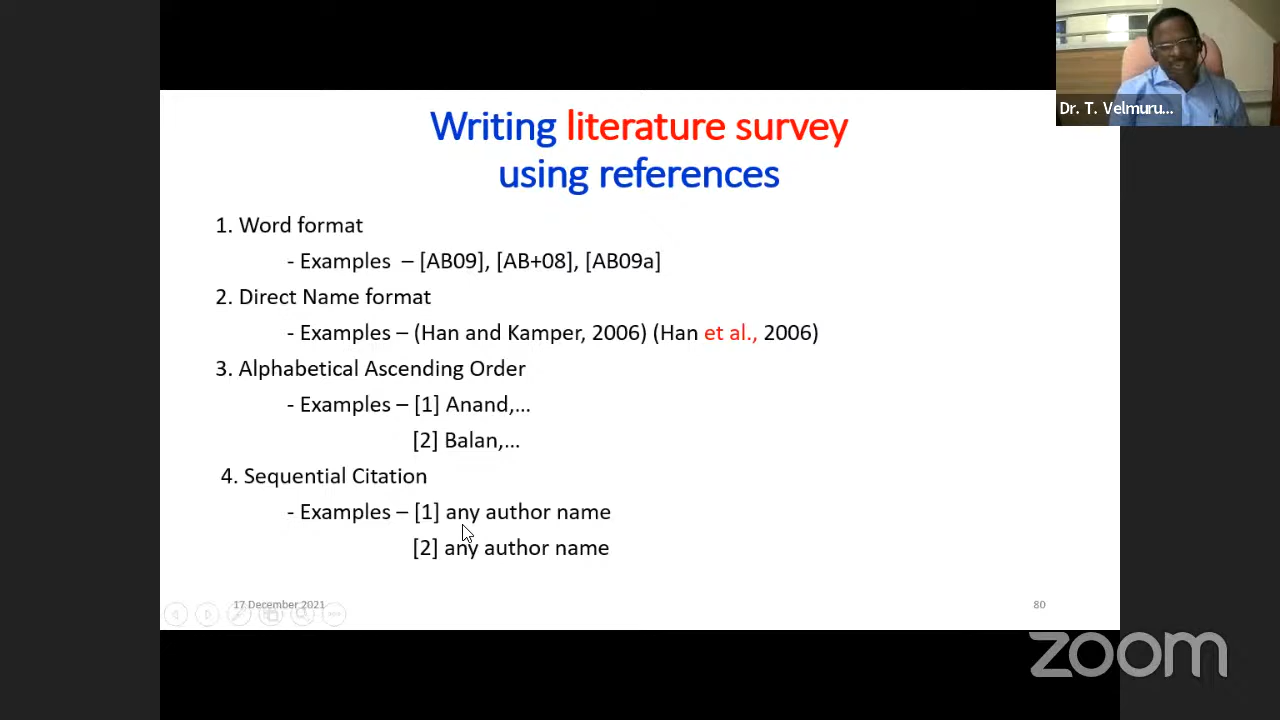 Dr. T. Velmuru...
Writing literature survey
using references
1. Word format
- Examples – [AB09], [AB+08], [AB09a]
2. Direct Name format
- Examples – (Han and Kamper, 2006) (Han et al., 2006)
3. Alphabetical Ascending Order
- Examples – [1] Anand,...
[2] Balan,...
4. Sequential Citation
- Examples – [1] any author name
[2] any author name
17 December 2021
80
zoom